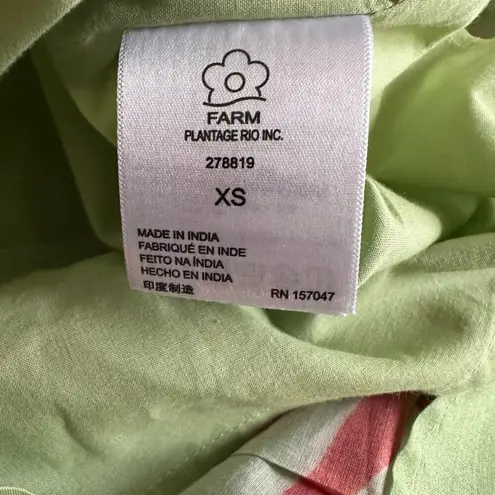 FARM
PLANTAGE RIO INC.
278819
XS
MADE IN INDIA
FABRIQUÉ EN INDE
FEITO NA ÍNDIA
HECHO EN INDIA
印度制造 RN 157047